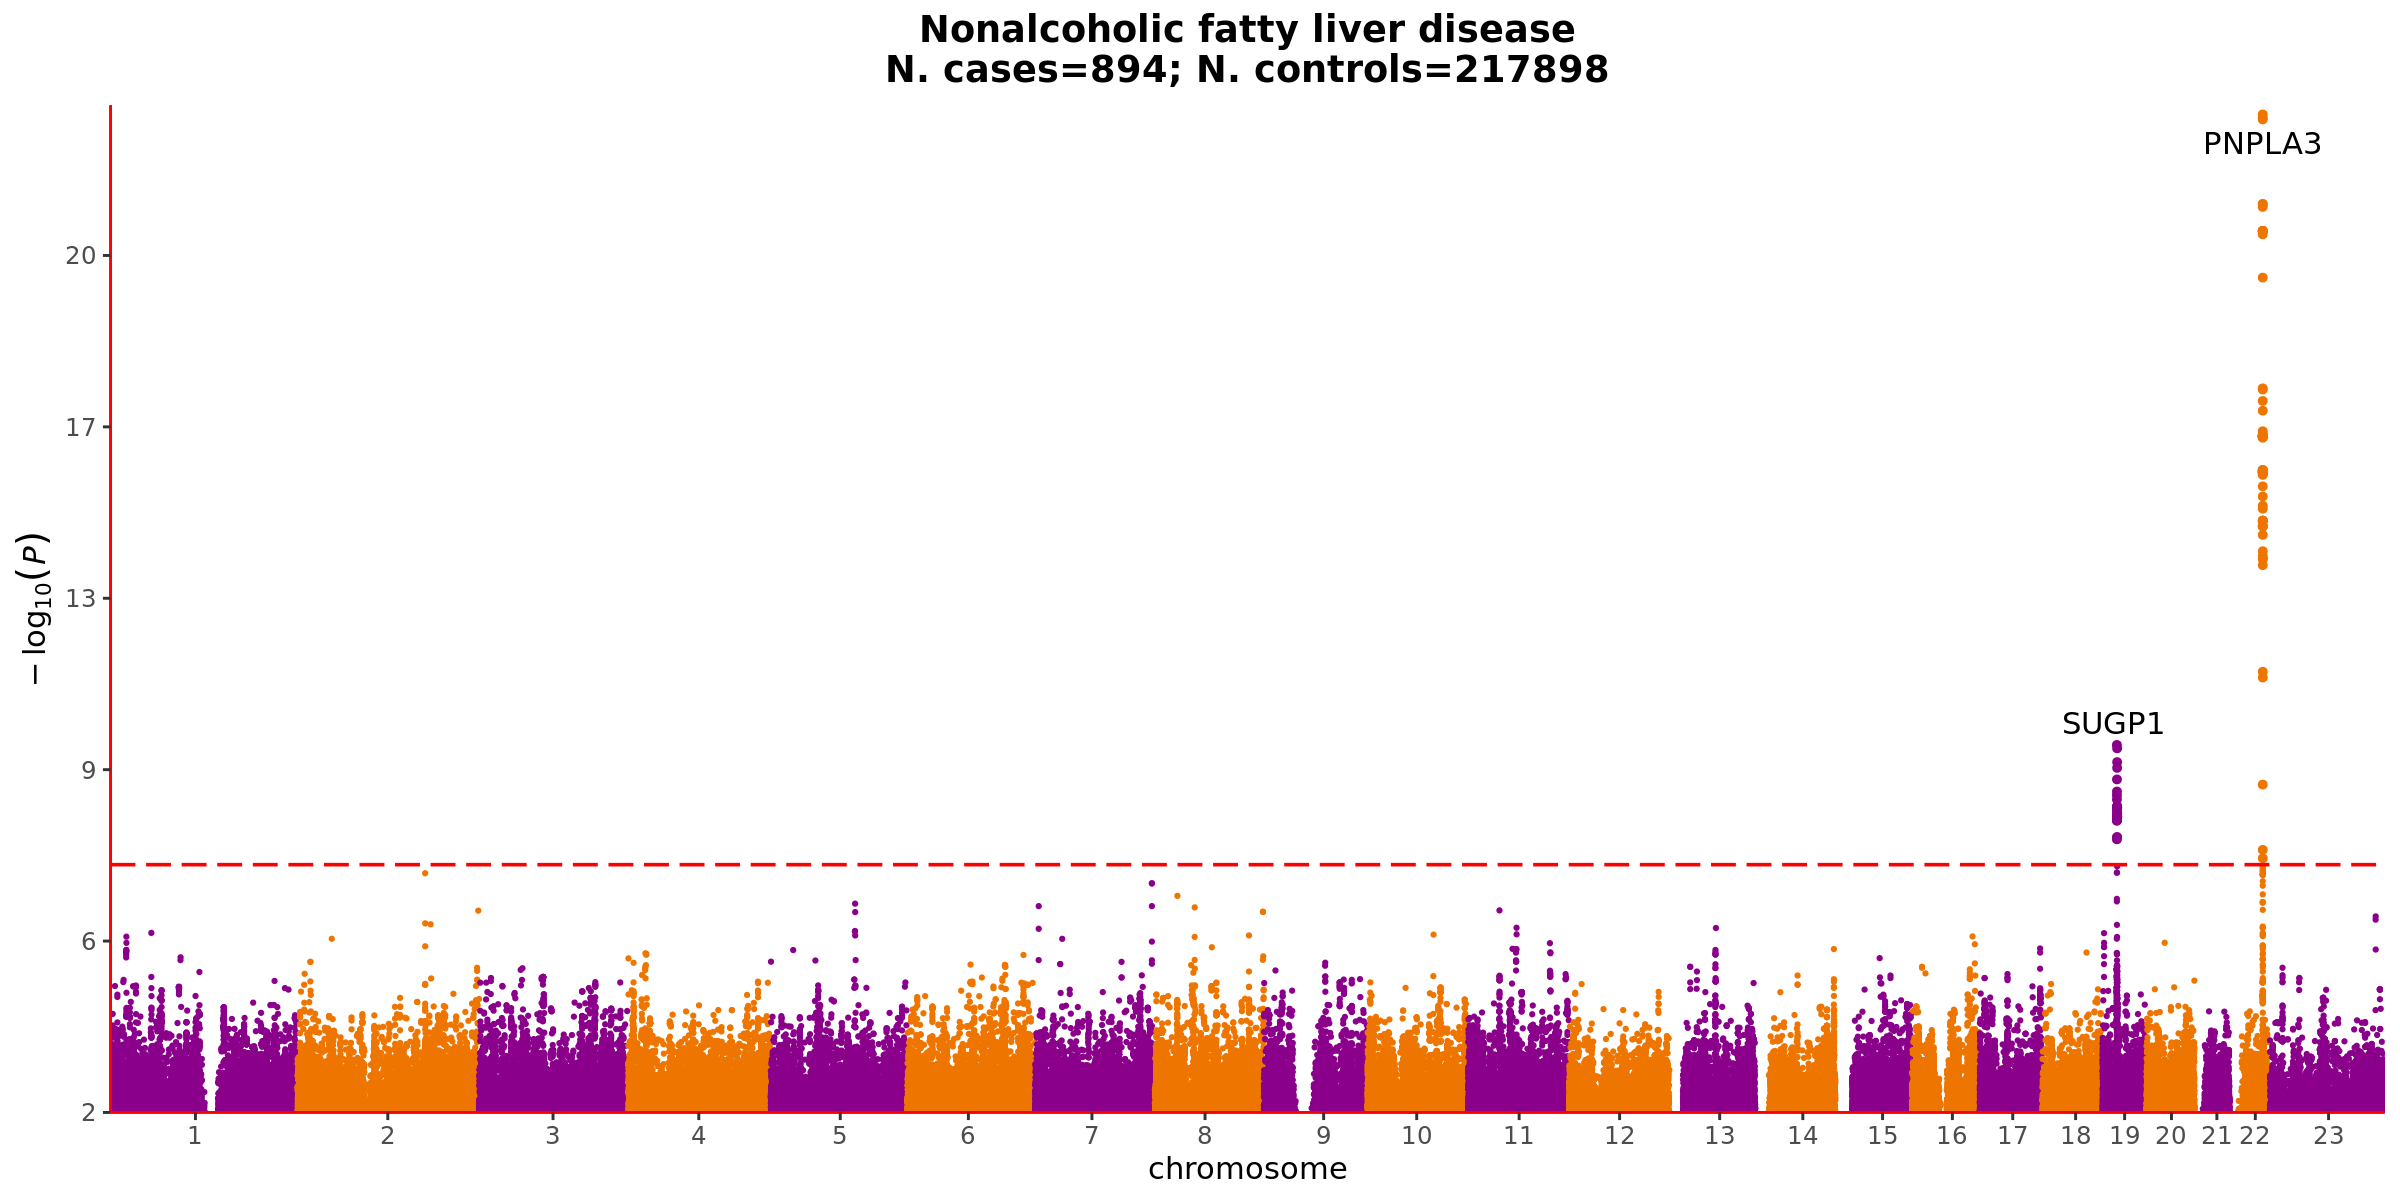 Nonalcoholic fatty liver disease
N. cases=894; N. controls=217898
PNPLA3
20
17
− log₁₀(P)
13
SUGP1
9
6
2
1 2 3 4 5 6 7 8 9 10 11 12 13 14 15 16 17 18 19 20 21 22 23
chromosome